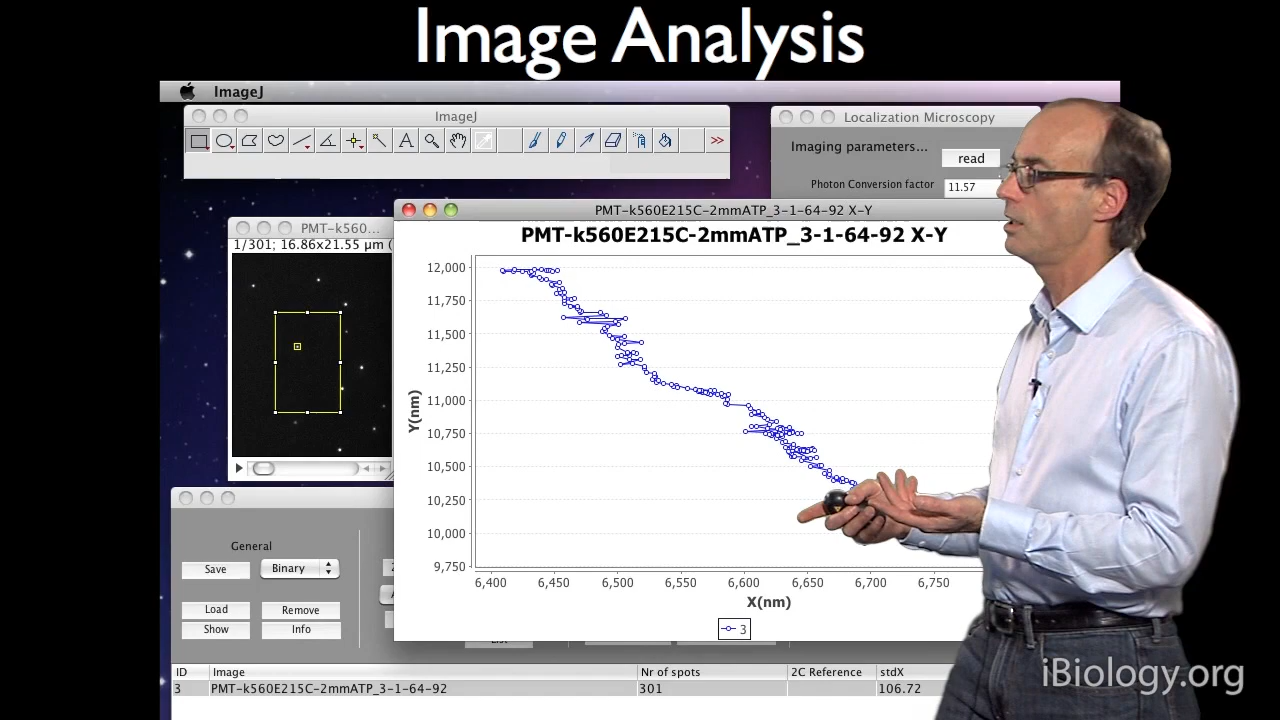 Image Analysis
ImageJ
ImageJ
>>
Localization Microscopy
Imaging parameters...
read
Photon Conversion factor
11.57
PMT-k560...
1/301; 16.86x21.55 µm (
PMT-k560E215C-2mmATP_3-1-64-92 X-Y
PMT-k560E215C-2mmATP_3-1-64-92 X-Y
12,000
11,750
11,500
11,250
11,000
10,750
10,500
10,250
10,000
9,750
Y(nm)
6,400 6,450 6,500 6,550 6,600 6,650 6,700 6,750
X(nm)
3
General
Save
Binary
Load
Remove
Show
Info
ID Image Nr of spots 2C Reference stdX
3 PMT-k560E215C-2mmATP_3-1-64-92 301 106.72
iBiology.org